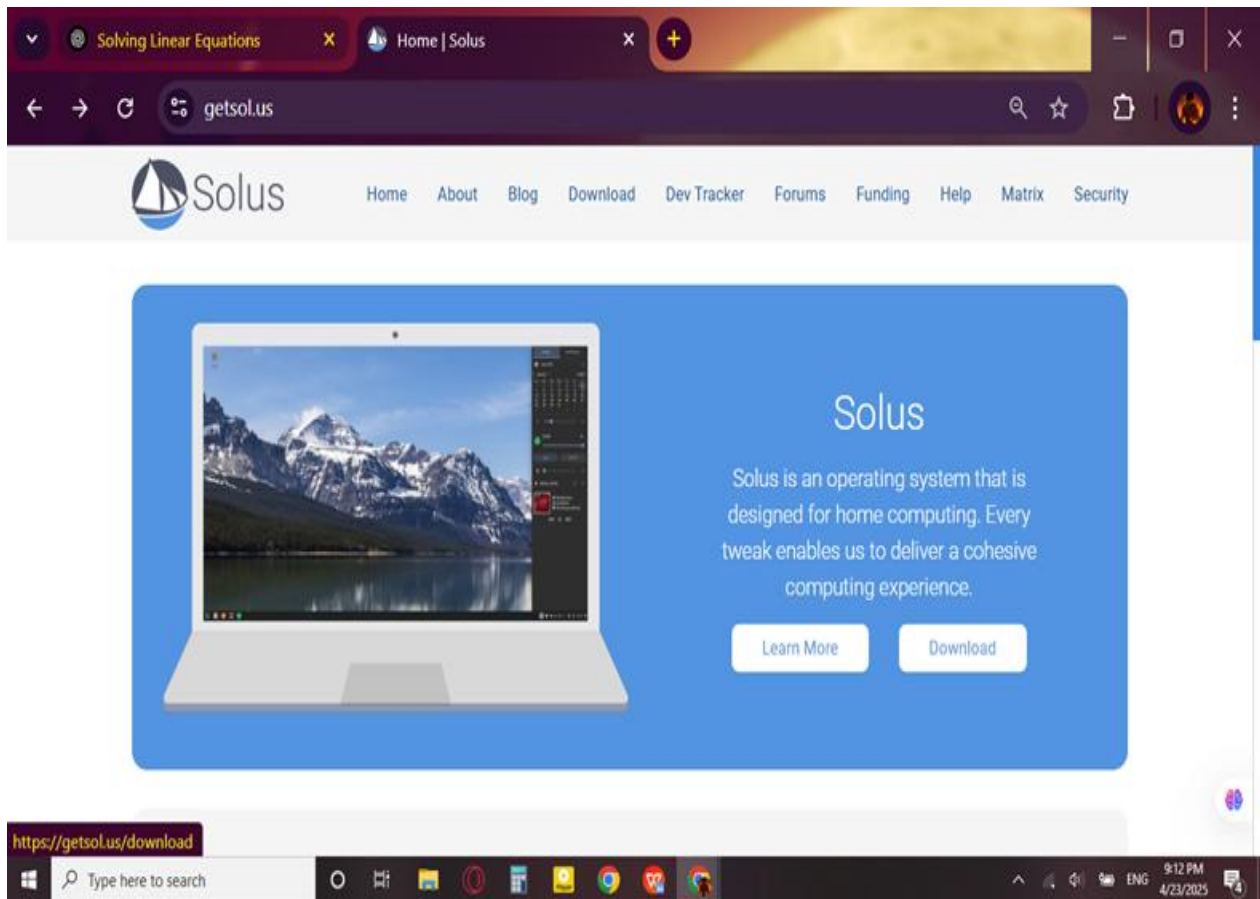 Solving Linear Equations
Home | Solus
getsol.us
Solus
Home About Blog Download Dev Tracker Forums Funding Help Matrix Security
Solus
Solus is an operating system that is
designed for home computing. Every
tweak enables us to deliver a cohesive
computing experience.
Learn More Download
https://getsol.us/download
Type here to search
ENG
9:12 PM
4/23/2025
4